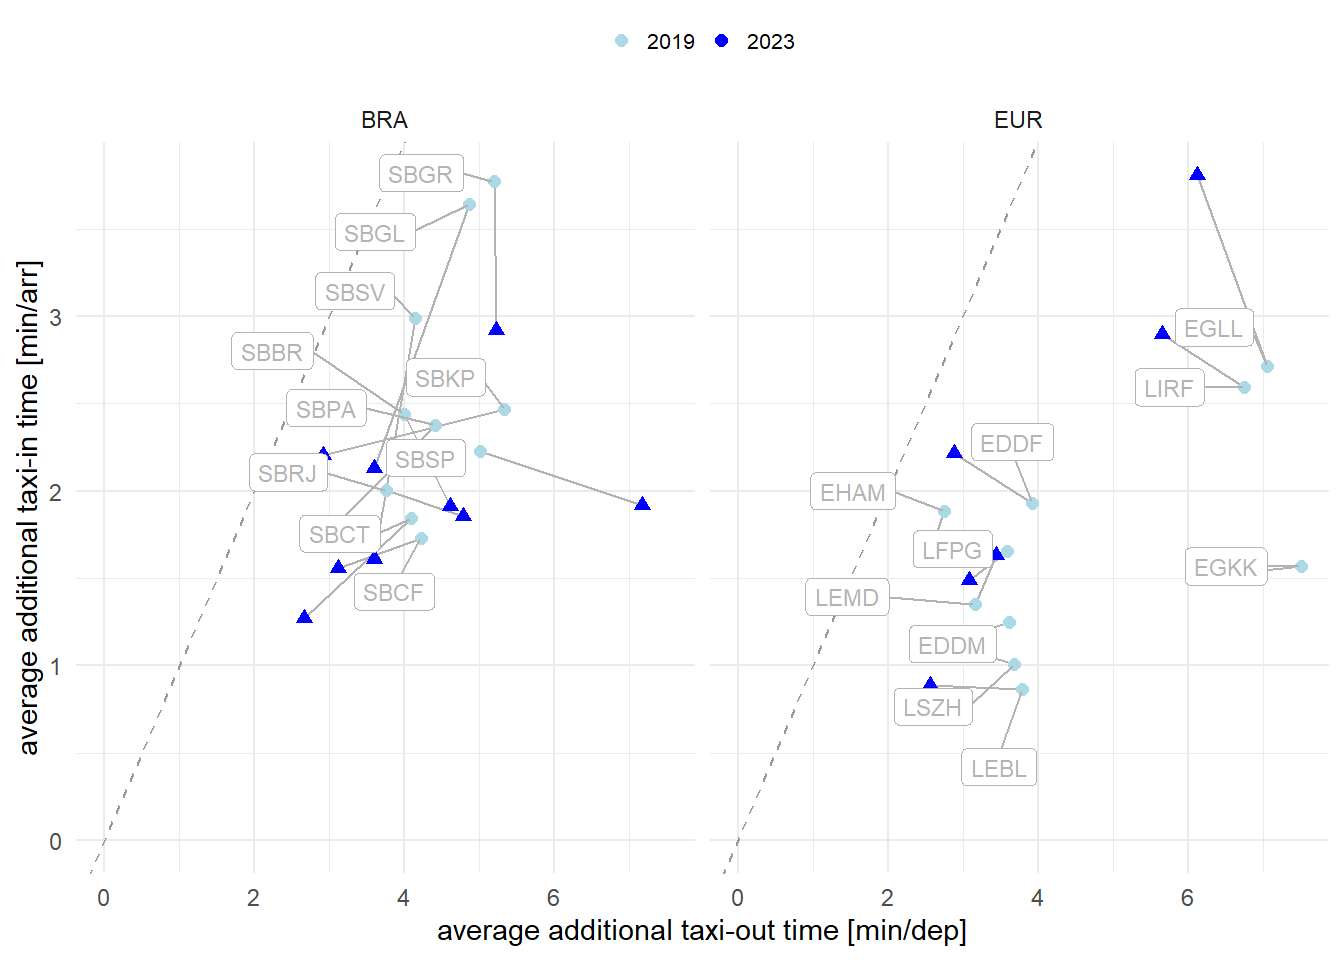 2019 2023
BRA
EUR
SBGR
SBGL
SBSV
SBBR
SBKP
SBPA
SBSP
SBRJ
SBCT
SBCF
EGLL
LIRF
EDDF
EHAM
LFPG
EGKK
LEMD
EDDM
LSZH
LEBL
3
2
1
0
0 2 4 6
0 2 4 6
average additional taxi-in time [min/arr]
average additional taxi-out time [min/dep]